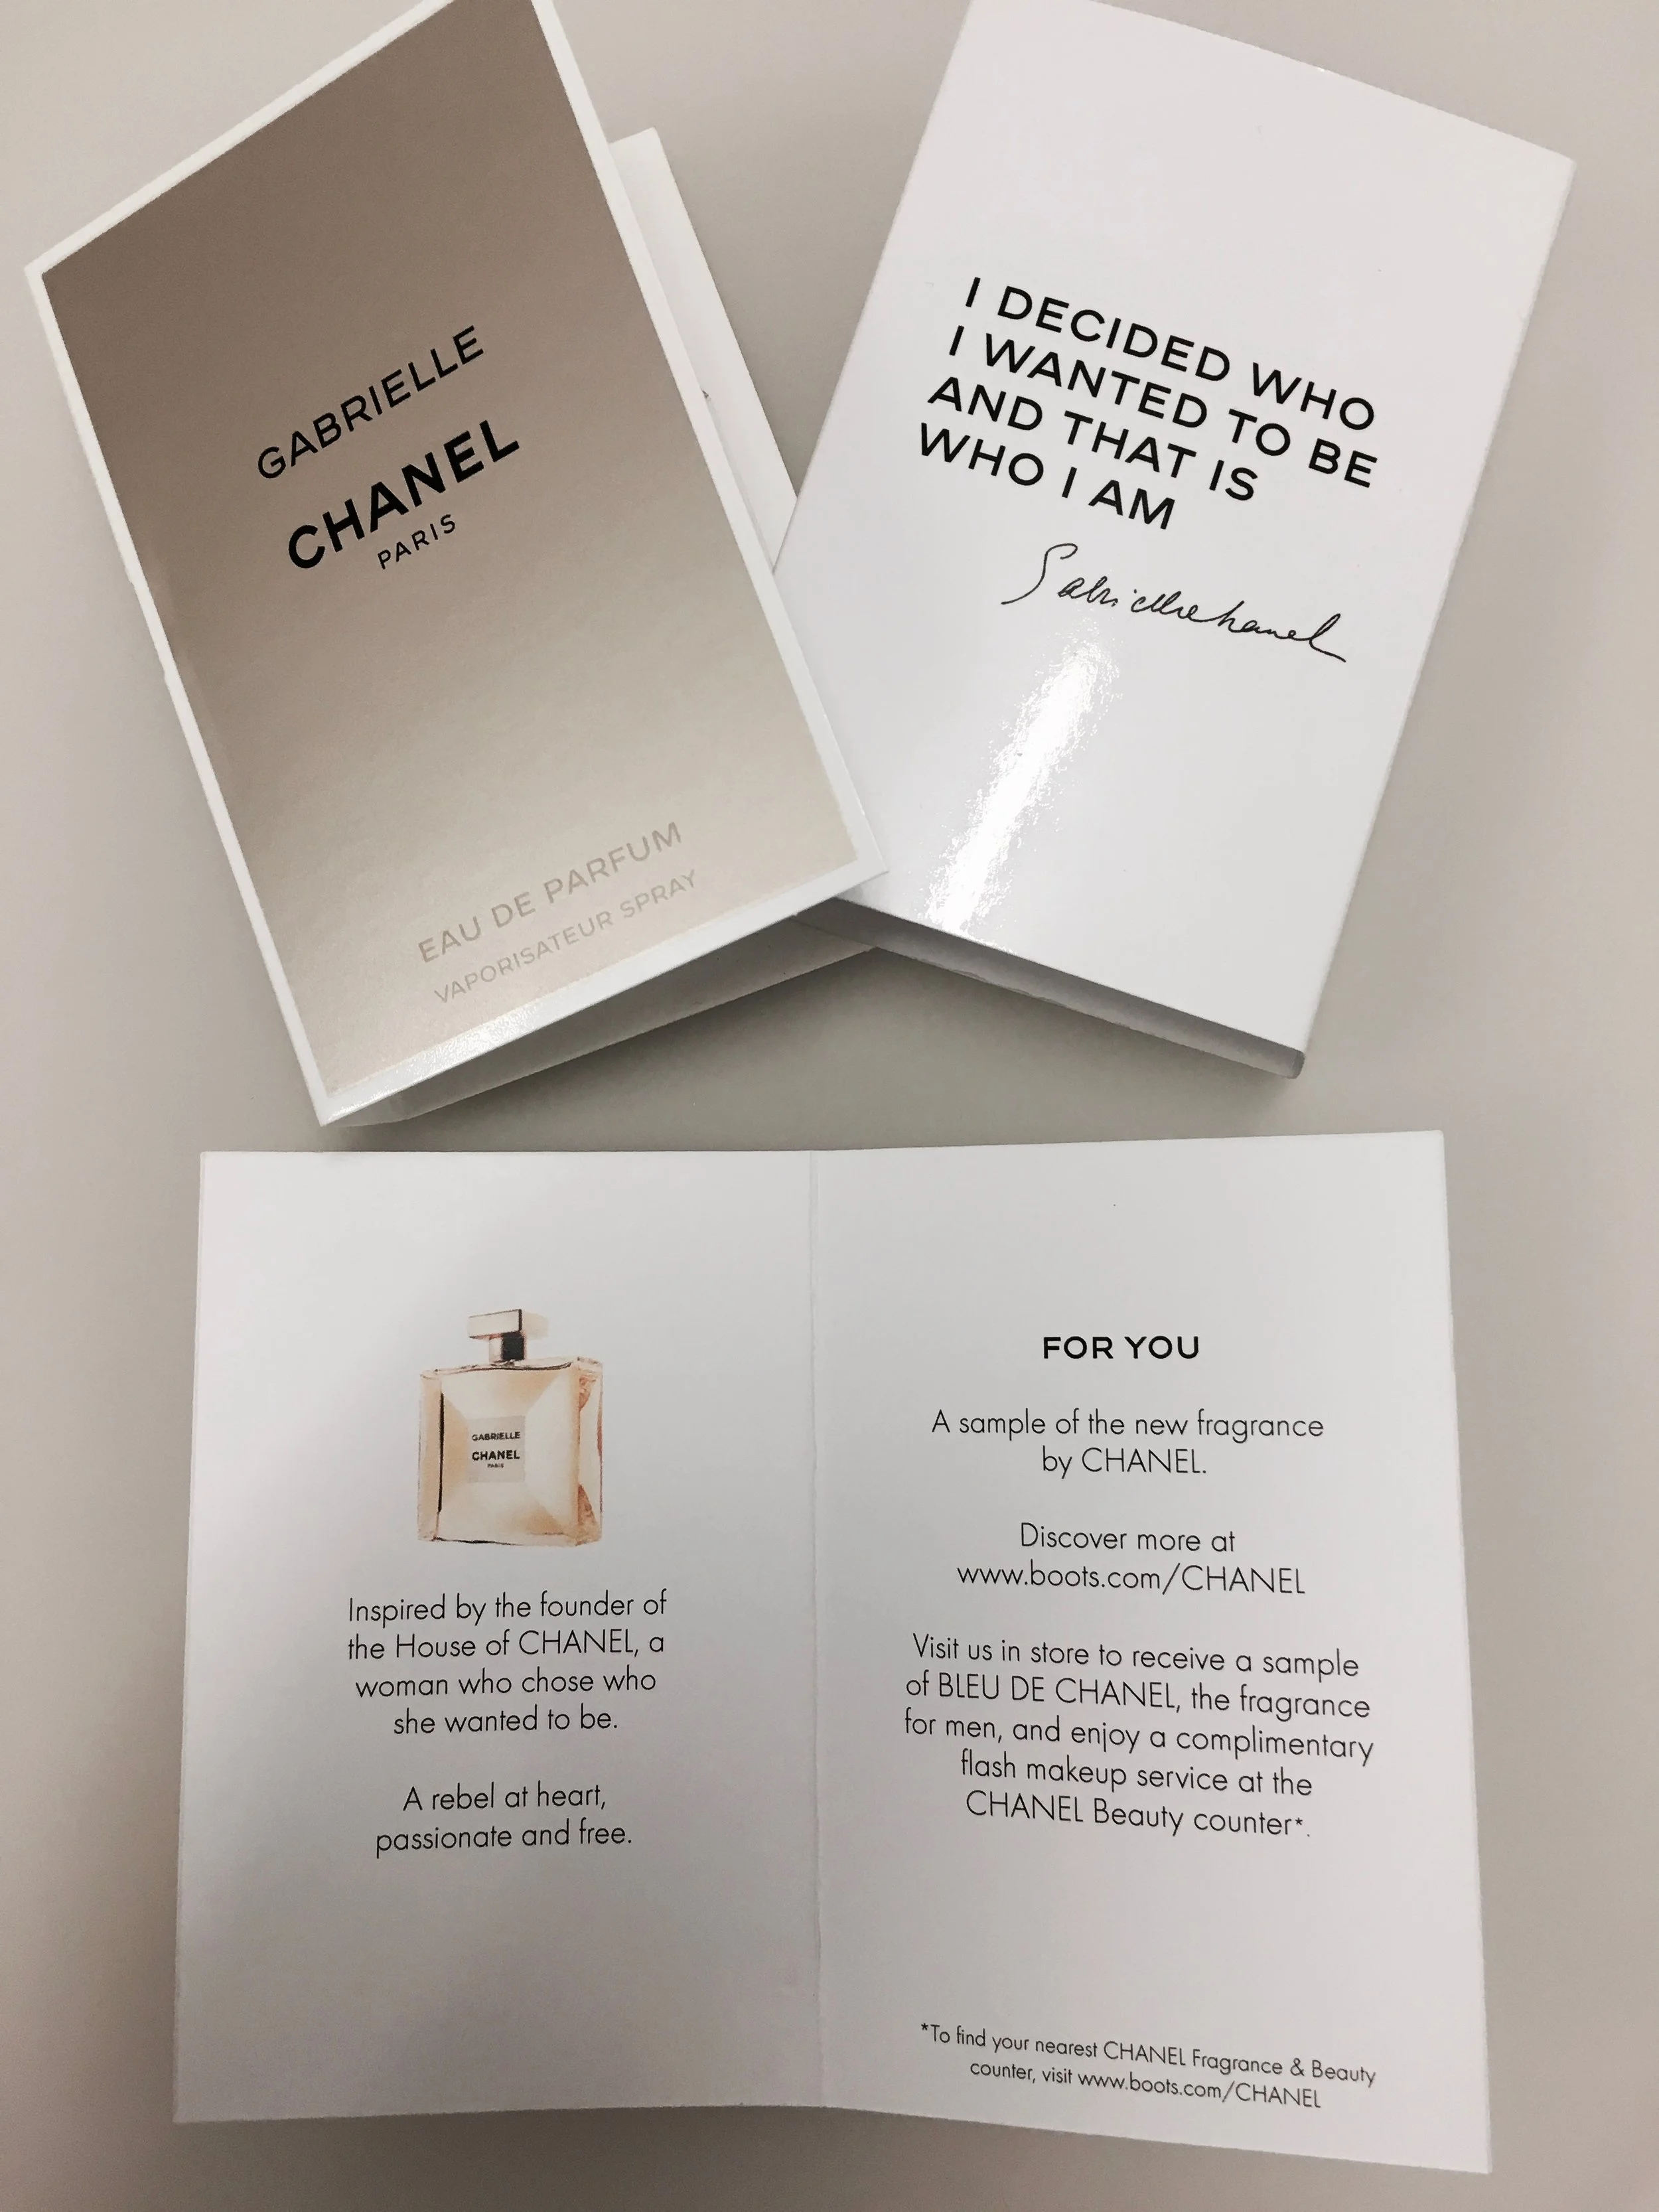 GABRIELLE
CHANEL
PARIS
EAU DE PARFUM
VAPORISATEUR SPRAY
I DECIDED WHO
I WANTED TO BE
AND THAT IS
WHO I AM
Gabrielle Chanel
GABRIELLE
CHANEL
PARIS
Inspired by the founder of
the House of CHANEL, a
woman who chose who
she wanted to be.
A rebel at heart,
passionate and free.
FOR YOU
A sample of the new fragrance
by CHANEL.
Discover more at
www.boots.com/CHANEL
Visit us in store to receive a sample
of BLEU DE CHANEL, the fragrance
for men, and enjoy a complimentary
flash makeup service at the
CHANEL Beauty counter*.
*To find your nearest CHANEL Fragrance & Beauty
counter, visit www.boots.com/CHANEL